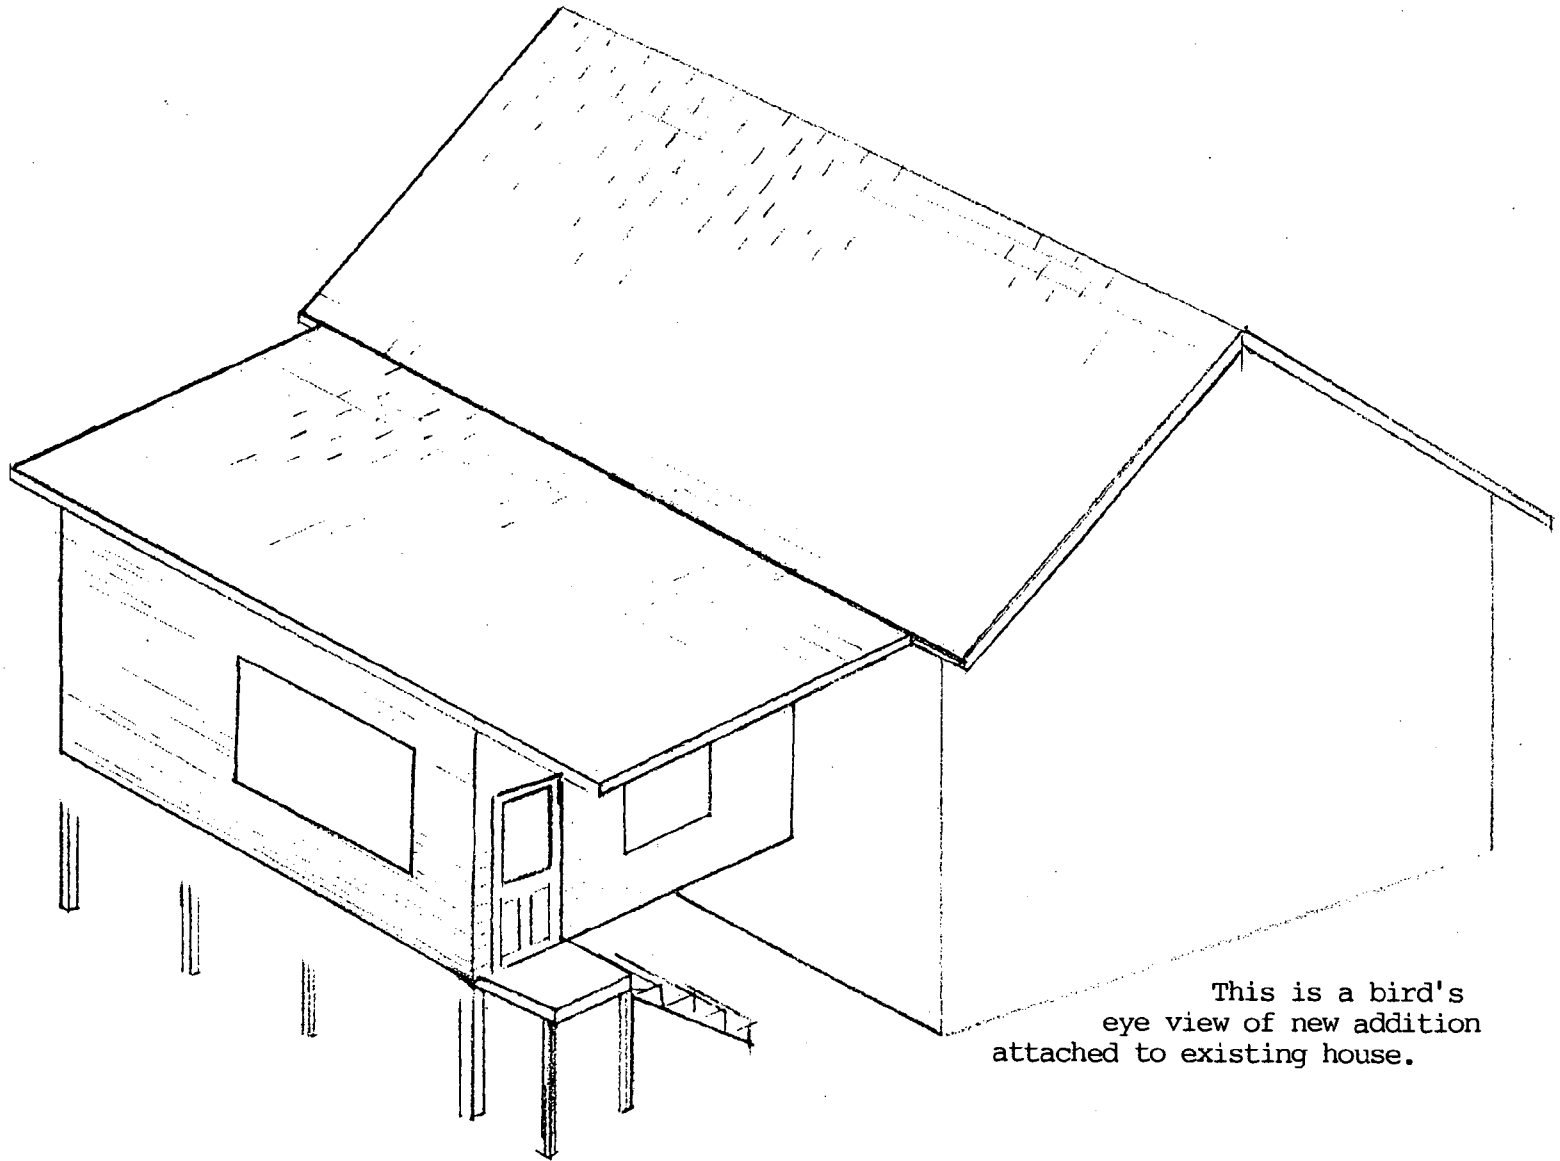 This is a bird's
eye view of new addition
attached to existing house.